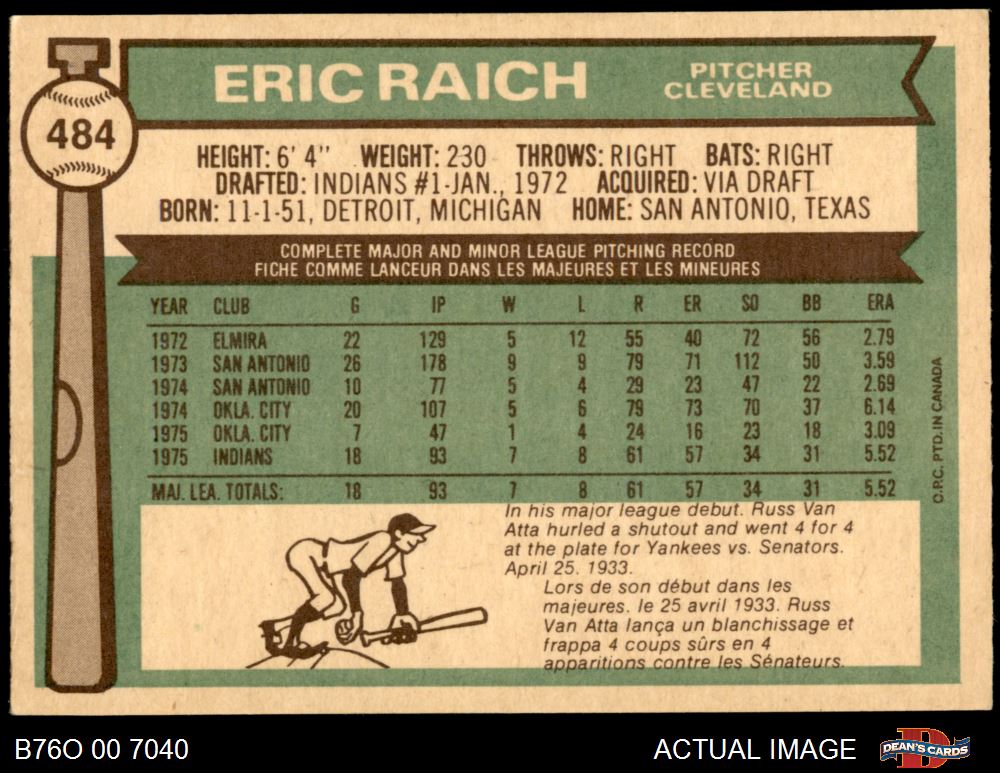 ERIC RAICH
PITCHER
CLEVELAND
484
HEIGHT: 6' 4" WEIGHT: 230 THROWS: RIGHT BATS: RIGHT
DRAFTED: INDIANS #1-JAN., 1972 ACQUIRED: VIA DRAFT
BORN: 11-1-51, DETROIT, MICHIGAN HOME: SAN ANTONIO, TEXAS
COMPLETE MAJOR AND MINOR LEAGUE PITCHING RECORD
FICHE COMME LANCEUR DANS LES MAJEURES ET LES MINEURES
YEAR CLUB G IP W L R ER SO BB ERA
1972 ELMIRA 22 129 5 12 55 40 72 56 2.79
1973 SAN ANTONIO 26 178 9 9 79 71 112 50 3.59
1974 SAN ANTONIO 10 77 5 4 29 23 47 22 2.69
1974 OKLA. CITY 20 107 5 6 79 73 70 37 6.14
1975 OKLA. CITY 7 47 1 4 24 16 23 18 3.09
1975 INDIANS 18 93 7 8 61 57 34 31 5.52
MAJ. LEA. TOTALS: 18 93 7 8 61 57 34 31 5.52
O.P.C. PTD. IN CANADA
In his major league debut. Russ Van
Atta hurled a shutout and went 4 for 4
at the plate for Yankees vs. Senators.
April 25. 1933.
Lors de son début dans les
majeures. le 25 avril 1933. Russ
Van Atta lança un blanchissage et
frappa 4 coups sûrs en 4
apparitions contre les Sénateurs.
B76O 00 7040
ACTUAL IMAGE
DEAN'S CARDS